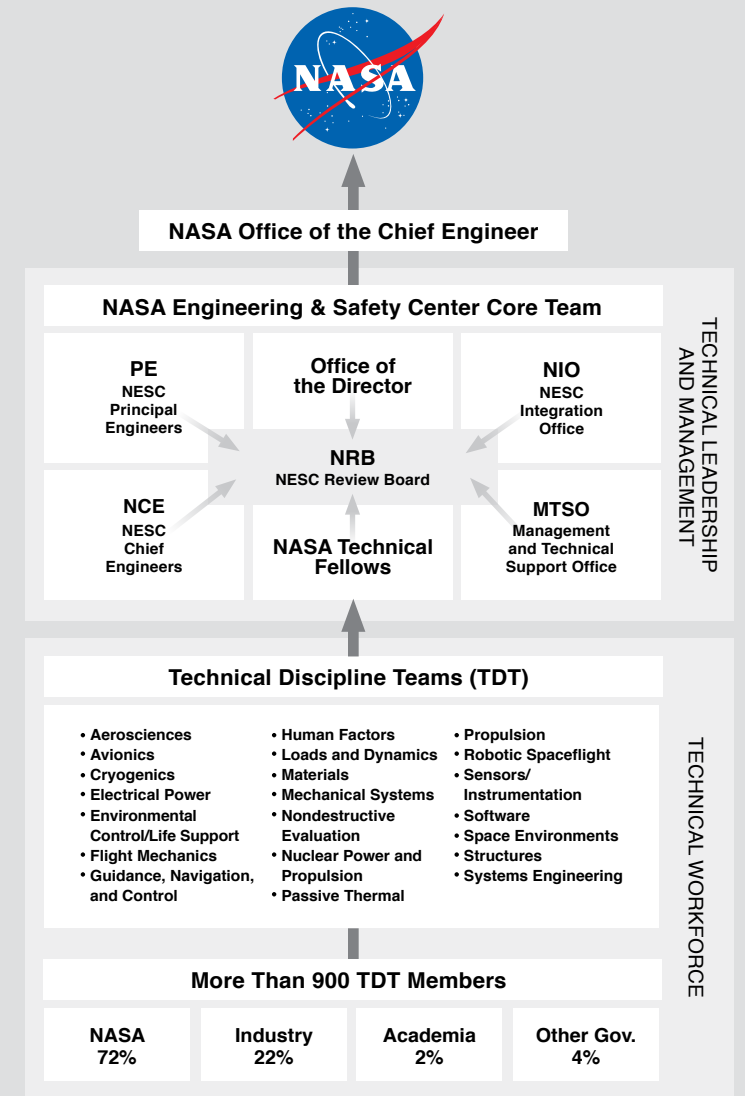 NASA
NASA Office of the Chief Engineer
NASA Engineering & Safety Center Core Team
PE
NESC
Principal
Engineers
Office of
the Director
NIO
NESC
Integration
Office
NRB
NESC Review Board
NCE
NESC
Chief
Engineers
NASA Technical
Fellows
MTSO
Management
and Technical
Support Office
TECHNICAL LEADERSHIP
AND MANAGEMENT
Technical Discipline Teams (TDT)
• Aerosciences
• Avionics
• Cryogenics
• Electrical Power
• Environmental
Control/Life Support
• Flight Mechanics
• Guidance, Navigation,
and Control
• Human Factors
• Loads and Dynamics
• Materials
• Mechanical Systems
• Nondestructive
Evaluation
• Nuclear Power and
Propulsion
• Passive Thermal
• Propulsion
• Robotic Spaceflight
• Sensors/
Instrumentation
• Software
• Space Environments
• Structures
• Systems Engineering
TECHNICAL WORKFORCE
More Than 900 TDT Members
NASA
72%
Industry
22%
Academia
2%
Other Gov.
4%